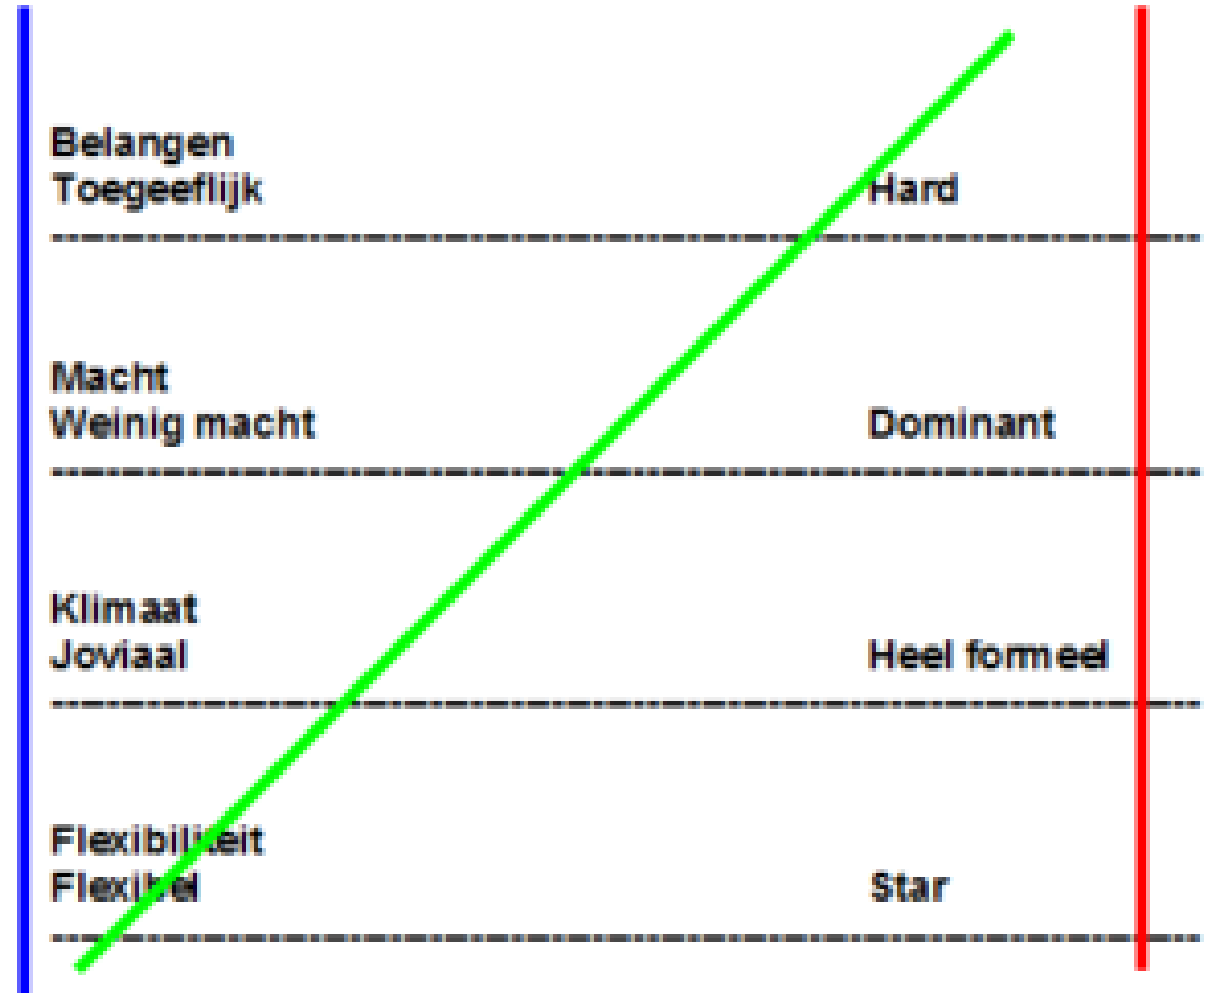 Belangen
Toegeeflijk Hard
Macht
Weinig macht Dominant
Klimaat
Joviaal Heel formeel
Flexibiliteit
Flexibel Star